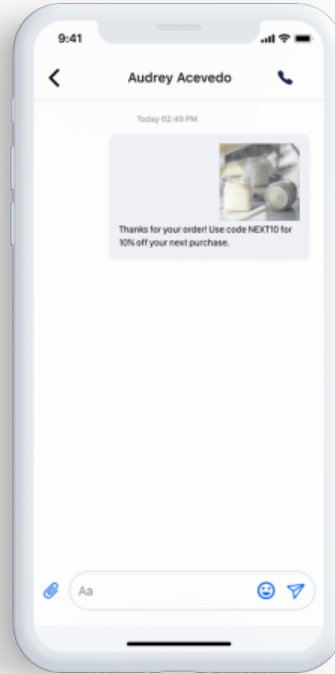 9:41
Audrey Acevedo
Today 02:49 PM
Thanks for your order! Use code NEXT10 for
10% off your next purchase.
Aa